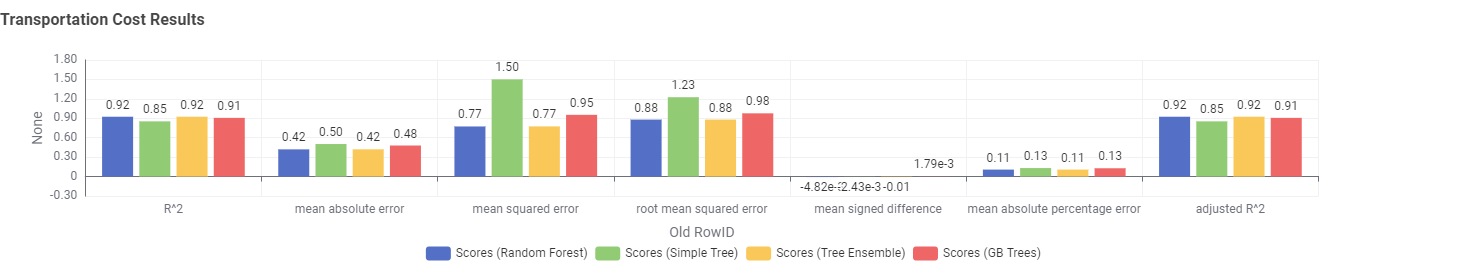 Transportation Cost Results
1.80
1.50
1.20
0.90
0.60
0.30
0
-0.30
None
0.92 0.85 0.92 0.91
0.42 0.50 0.42 0.48
0.77 1.50 0.77 0.95
0.88 1.23 0.88 0.98
-0.01 1.79e-3
0.11 0.13 0.11 0.13
0.92 0.85 0.92 0.91
R^2 mean absolute error mean squared error root mean squared error mean signed difference mean absolute percentage error adjusted R^2
Old RowID
Scores (Random Forest) Scores (Simple Tree) Scores (Tree Ensemble) Scores (GB Trees)